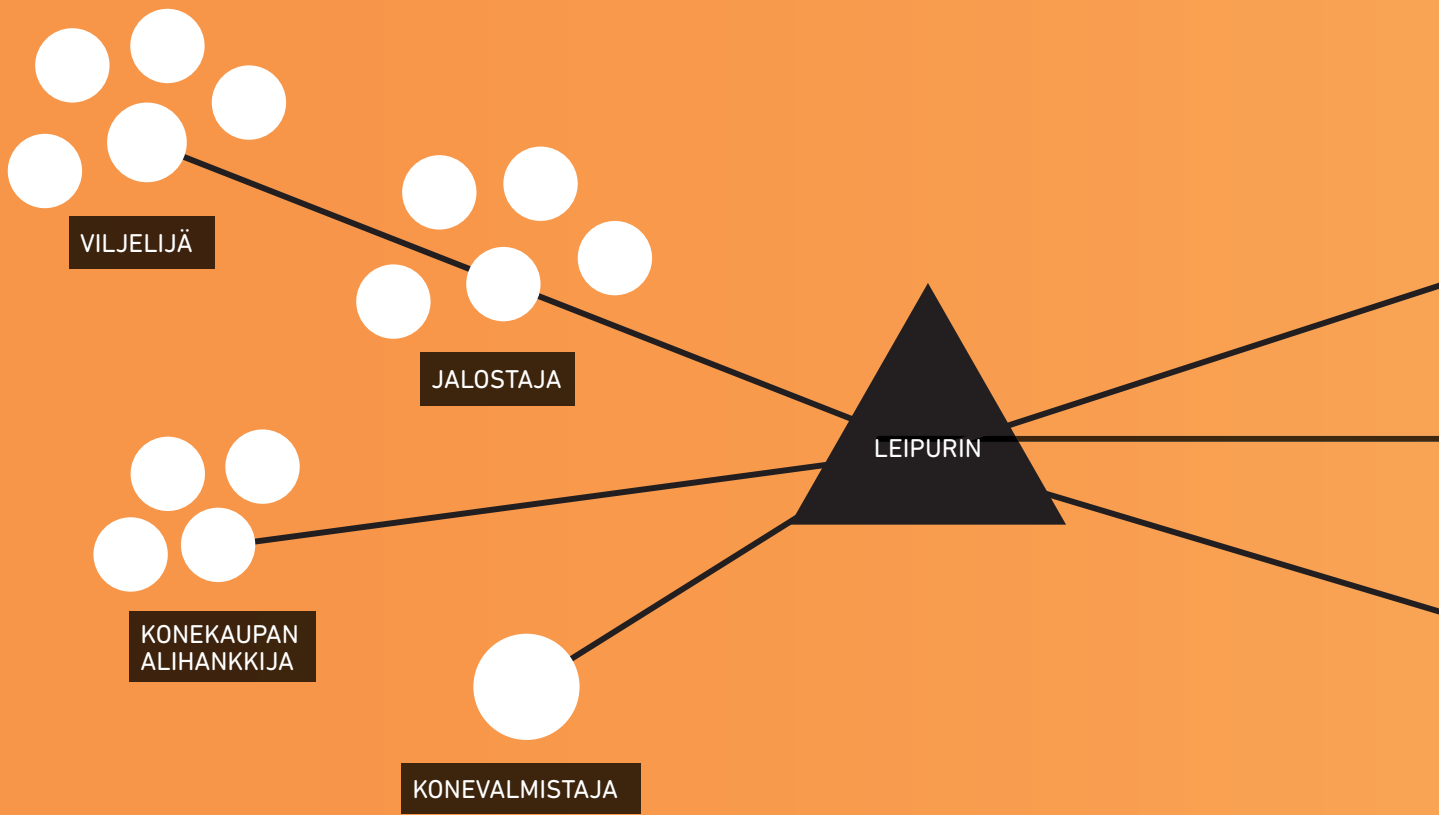 VILJELIJÄ
JALOSTAJA
LEIPURIN
KONEKAUPAN
ALIHANKKIJA
KONEVALMISTAJA